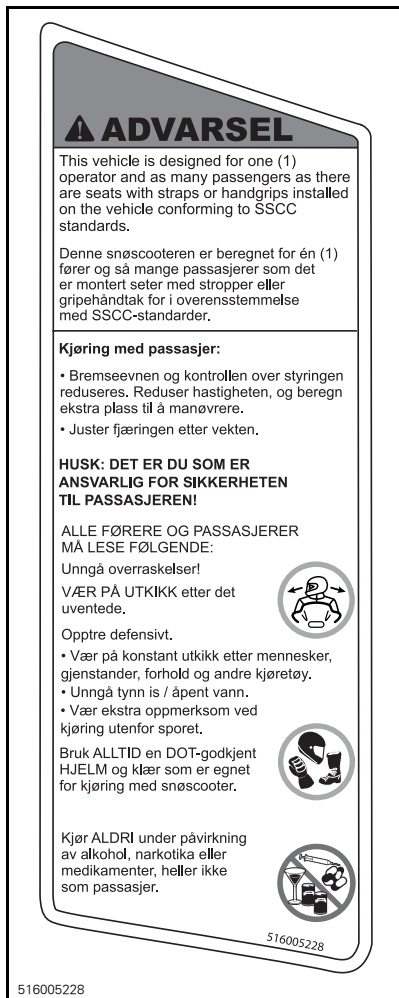 ADVARSEL
This vehicle is designed for one (1)
operator and as many passengers as there
are seats with straps or handgrips installed
on the vehicle conforming to SSCC
standards.
Denne snøscooteren er beregnet for én (1)
fører og så mange passasjerer som det
er montert seter med stropper eller
gripehåndtak for i overensstemmelse
med SSCC-standarder.
Kjøring med passasjer:
• Bremseevnen og kontrollen over styringen
reduseres. Reduser hastigheten, og beregn
ekstra plass til å manøvrere.
• Juster fjæringen etter vekten.
HUSK: DET ER DU SOM ER
ANSVARLIG FOR SIKKERHETEN
TIL PASSASJEREN!
ALLE FØRERE OG PASSASJERER
MÅ LESE FØLGENDE:
Unngå overraskelser!
VÆR PÅ UTKIKK etter det
uventede.
Opptre defensivt.
• Vær på konstant utkikk etter mennesker,
gjenstander, forhold og andre kjøretøy.
• Unngå tynn is / åpent vann.
• Vær ekstra oppmerksom ved
kjøring utenfor sporet.
Bruk ALLTID en DOT-godkjent
HJELM og klær som er egnet
for kjøring med snøscooter.
Kjør ALDRI under påvirkning
av alkohol, narkotika eller
medikamenter, heller ikke
som passasjer.
516005228
516005228